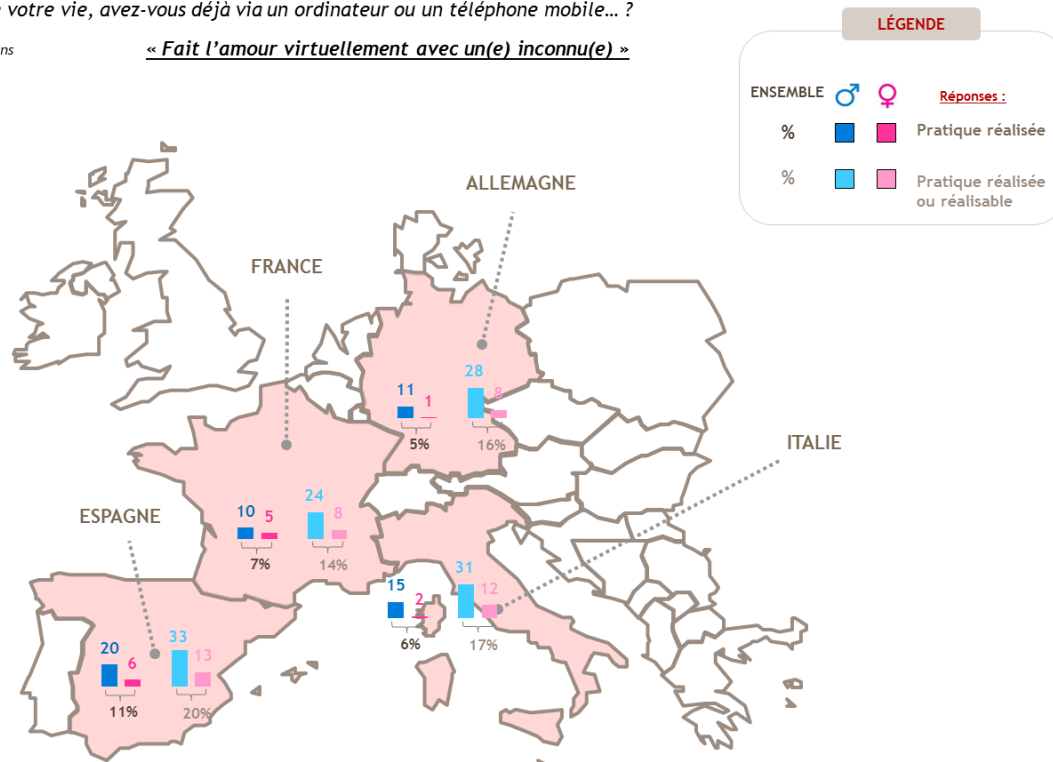 votre vie, avez-vous déjà via un ordinateur ou un téléphone mobile… ?
ns
« Fait l’amour virtuellement avec un(e) inconnu(e) »
LÉGENDE
ENSEMBLE ♂ ♀ Réponses :
% Pratique réalisée
% Pratique réalisée
ou réalisable
ALLEMAGNE
28
8
11
1
5%
16%
FRANCE
24
10
5
8
7%
14%
ITALIE
31
15
12
2
6%
17%
ESPAGNE
33
20
13
6
11%
20%